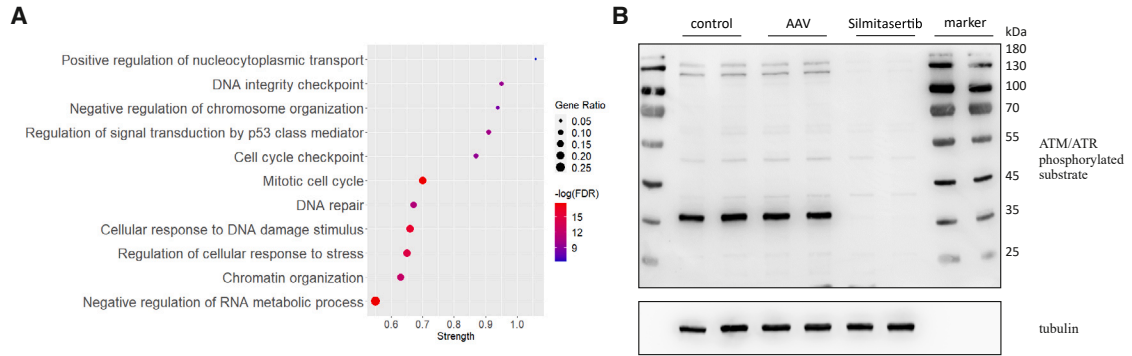 A
Positive regulation of nucleocytoplasmic transport
DNA integrity checkpoint
Negative regulation of chromosome organization
Regulation of signal transduction by p53 class mediator
Cell cycle checkpoint
Mitotic cell cycle
DNA repair
Cellular response to DNA damage stimulus
Regulation of cellular response to stress
Chromatin organization
Negative regulation of RNA metabolic process
0.6 0.7 0.8 0.9 1.0
Strength
Gene Ratio
0.05
0.10
0.15
0.20
0.25
-log(FDR)
15
12
9
B
control AAV Silmitasertib marker
kDa
180
130
100
70
55
45
35
25
ATM/ATR
phosphorylated
substrate
tubulin